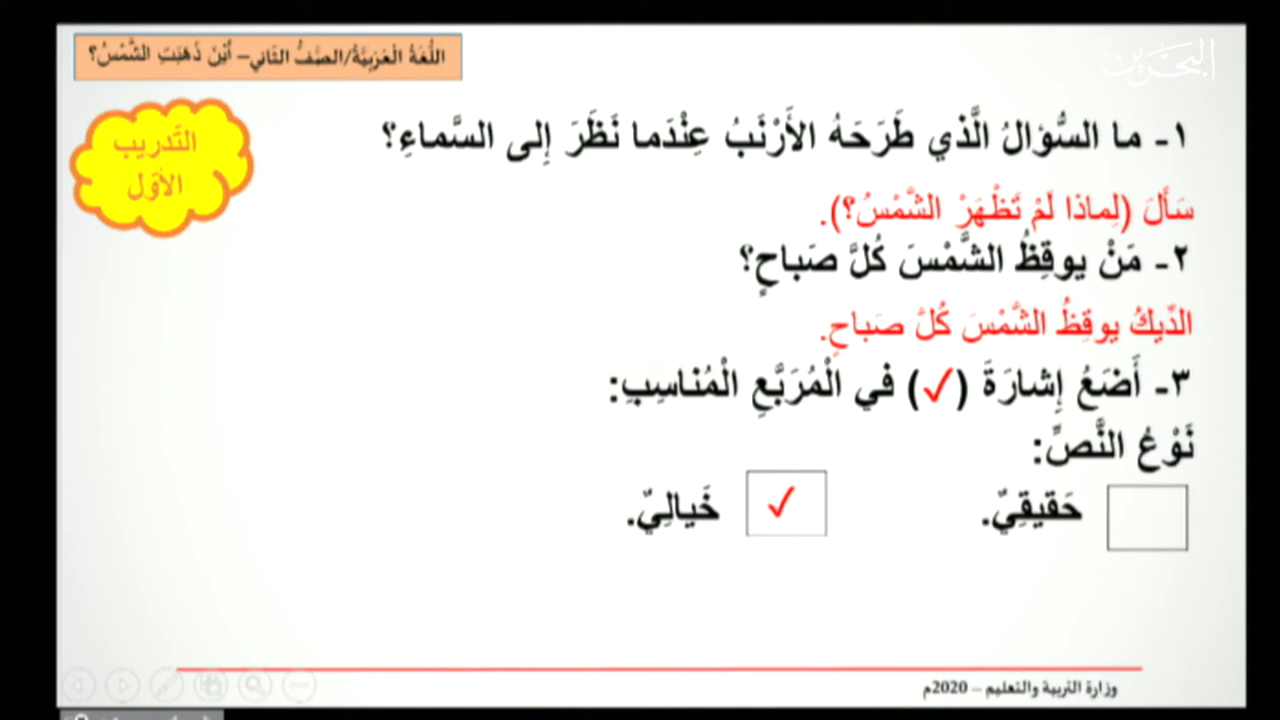 اللُّغَةُ الْعَرَبِيَّةُ/الصَّفُّ الثّاني– أَيْنَ ذَهَبَتِ الشَّمْسُ؟
البحرين
التَّدريب
الأَوّل
١- ما السُّؤالُ الَّذي طَرَحَهُ الأَرْنَبُ عِنْدَما نَظَرَ إِلى السَّماءِ؟
سَأَلَ (لِماذا لَمْ تَظْهَرْ الشَّمْسُ؟).
٢- مَنْ يوقِظُ الشَّمْسَ كُلَّ صَباحٍ؟
الدِّيكُ يوقِظُ الشَّمْسَ كُلَّ صَباحٍ.
٣- أَضَعُ إِشارَةَ (✓) في الْمُرَبَّعِ الْمُناسِبِ:
نَوْعُ النَّصِّ:
حَقيقِيٌّ. ✓ خَيالِيٌّ.
وزارة التربية والتعليم – 2020م